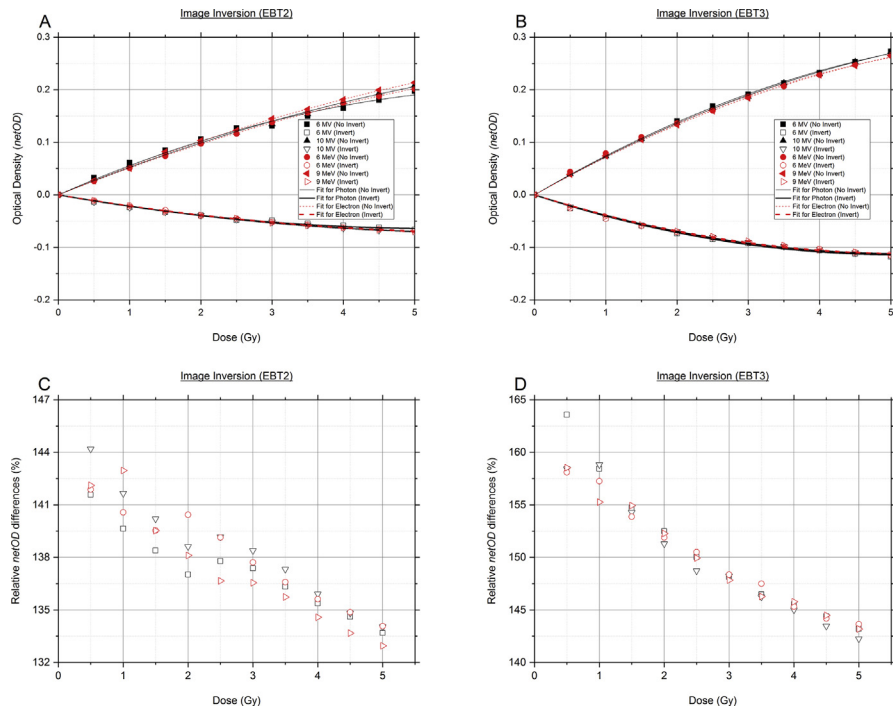 A
Image Inversion (EBT2)
0.3
0.2
0.1
0.0
-0.1
-0.2
Optical Density (netOD)
6 MV (No Invert)
6 MV (Invert)
10 MV (No Invert)
10 MV (Invert)
6 MeV (No Invert)
6 MeV (Invert)
9 MeV (No Invert)
9 MeV (Invert)
Fit for Photon (No Invert)
Fit for Photon (Invert)
Fit for Electron (No Invert)
Fit for Electron (Invert)
0 1 2 3 4 5
Dose (Gy)
B
Image Inversion (EBT3)
0.3
0.2
0.1
0.0
-0.1
-0.2
Optical Density (netOD)
6 MV (No Invert)
6 MV (Invert)
10 MV (No Invert)
10 MV (Invert)
6 MeV (No Invert)
6 MeV (Invert)
9 MeV (No Invert)
9 MeV (Invert)
Fit for Photon (No Invert)
Fit for Photon (Invert)
Fit for Electron (No Invert)
Fit for Electron (Invert)
0 1 2 3 4 5
Dose (Gy)
C
Image Inversion (EBT2)
147
144
141
138
135
132
Relative netOD differences (%)
0 1 2 3 4 5
Dose (Gy)
D
Image Inversion (EBT3)
165
160
155
150
145
140
Relative netOD differences (%)
0 1 2 3 4 5
Dose (Gy)